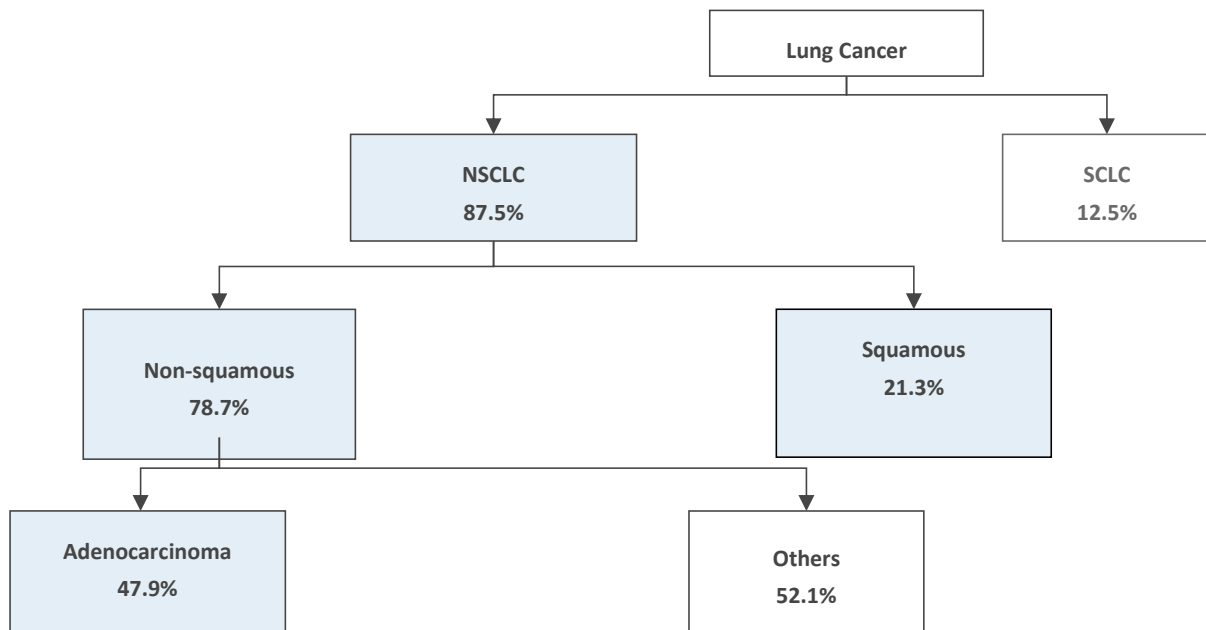 Lung Cancer
NSCLC
87.5%
SCLC
12.5%
Non-squamous
78.7%
Squamous
21.3%
Adenocarcinoma
47.9%
Others
52.1%